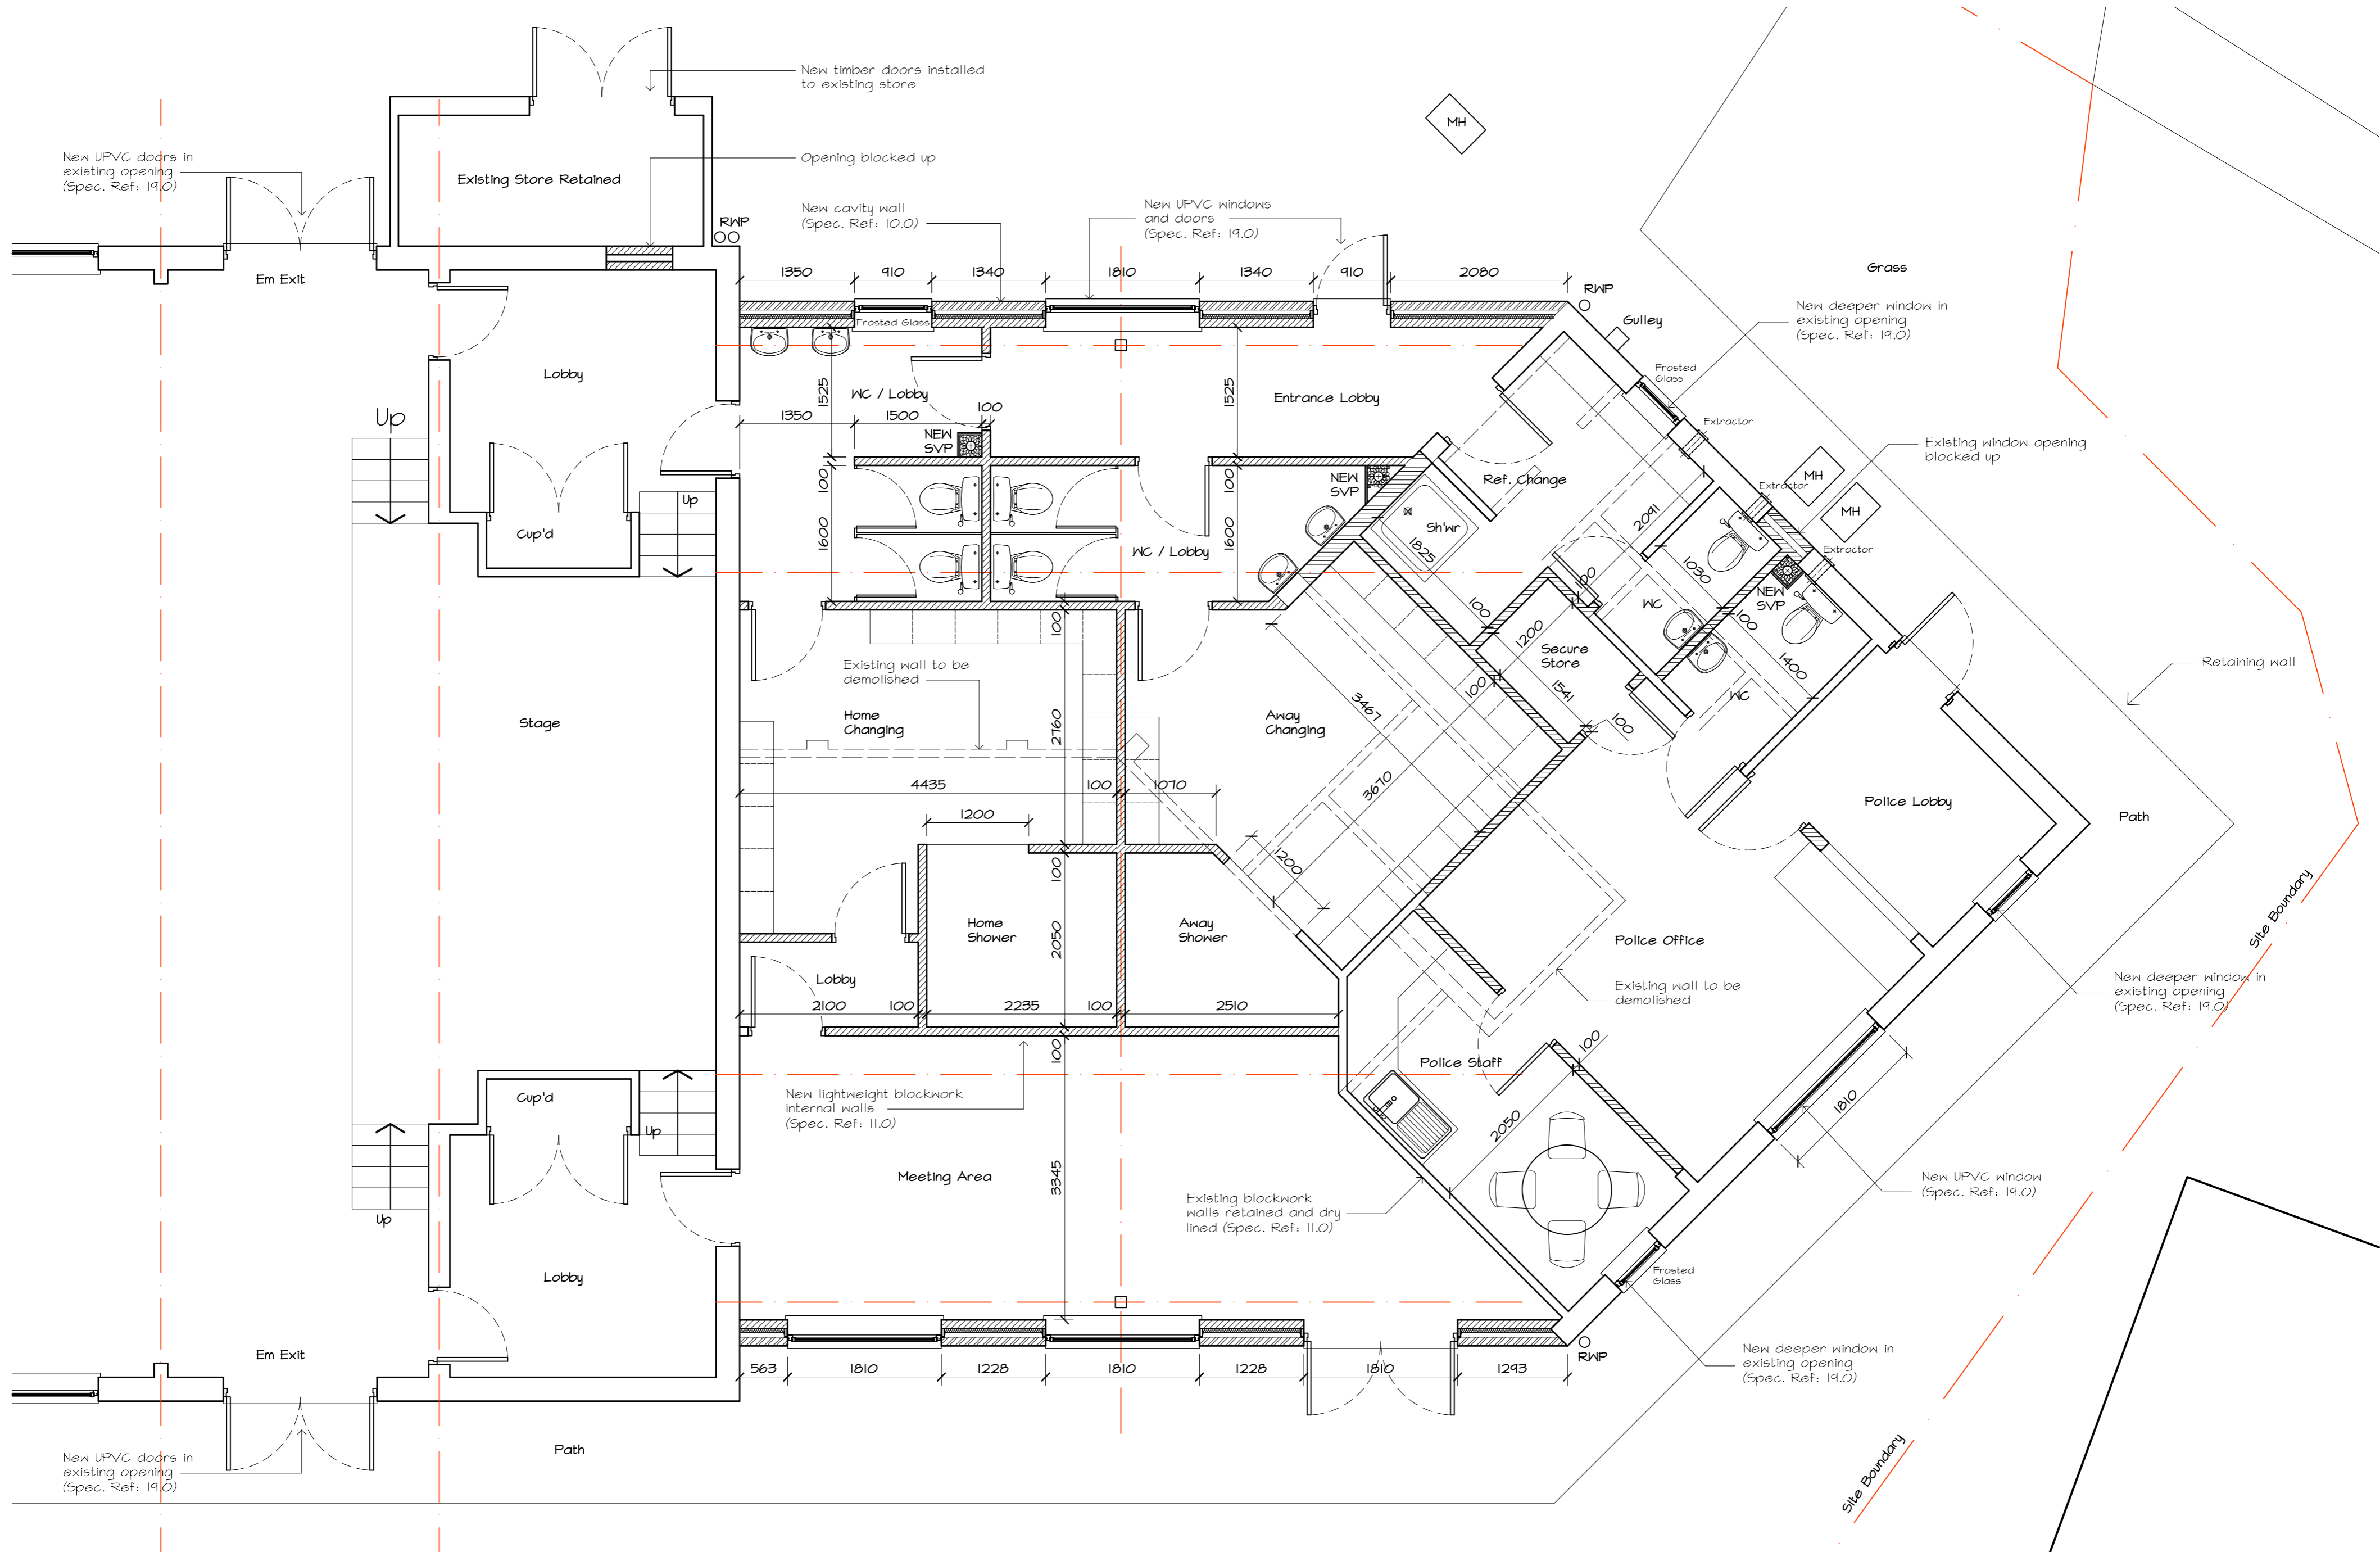 New timber doors installed
to existing store
New UPVC doors in
existing opening
(Spec. Ref: 19.0)
Existing Store Retained
Opening blocked up
MH
New cavity wall
(Spec. Ref: 10.0)
New UPVC windows
and doors
(Spec. Ref: 19.0)
RWP
Em Exit
1350
910
1340
1810
1340
910
2080
RWP
Grass
New deeper window in
existing opening
(Spec. Ref: 19.0)
Gulley
Frosted Glass
Frosted
Glass
Lobby
1525
WC / Lobby
1525
Entrance Lobby
1350
1500
100
Up
NEW
SVP
Extractor
Existing window opening
blocked up
100
100
NEW
SVP
Ref. Change
MH
Extractor
MH
Up
Cup'd
1600
WC / Lobby
1600
Sh'wr
1825
2091
Extractor
1030
100
WC
NEW
SVP
100
100
100
1200
Secure
Store
1400
Existing wall to be
demolished
Retaining wall
Stage
Home
Changing
2760
Away
Changing
3467
100
1541
100
WC
4435
100
1070
3670
Police Lobby
Path
1200
100
1200
Home
Shower
2050
Away
Shower
Police Office
Site Boundary
Lobby
2100
100
2235
100
2510
Existing wall to be
demolished
New deeper window in
existing opening
(Spec. Ref: 19.0)
100
Police Staff
100
Cup'd
New lightweight blockwork
internal walls
(Spec. Ref: 11.0)
Up
2050
1810
Meeting Area
3345
New UPVC window
(Spec. Ref: 19.0)
Existing blockwork
walls retained and dry
lined (Spec. Ref: 11.0)
Up
Lobby
Frosted
Glass
Em Exit
563
1810
1228
1810
1228
1810
1293
RWP
New deeper window in
existing opening
(Spec. Ref: 19.0)
Path
New UPVC doors in
existing opening
(Spec. Ref: 19.0)
Site Boundary